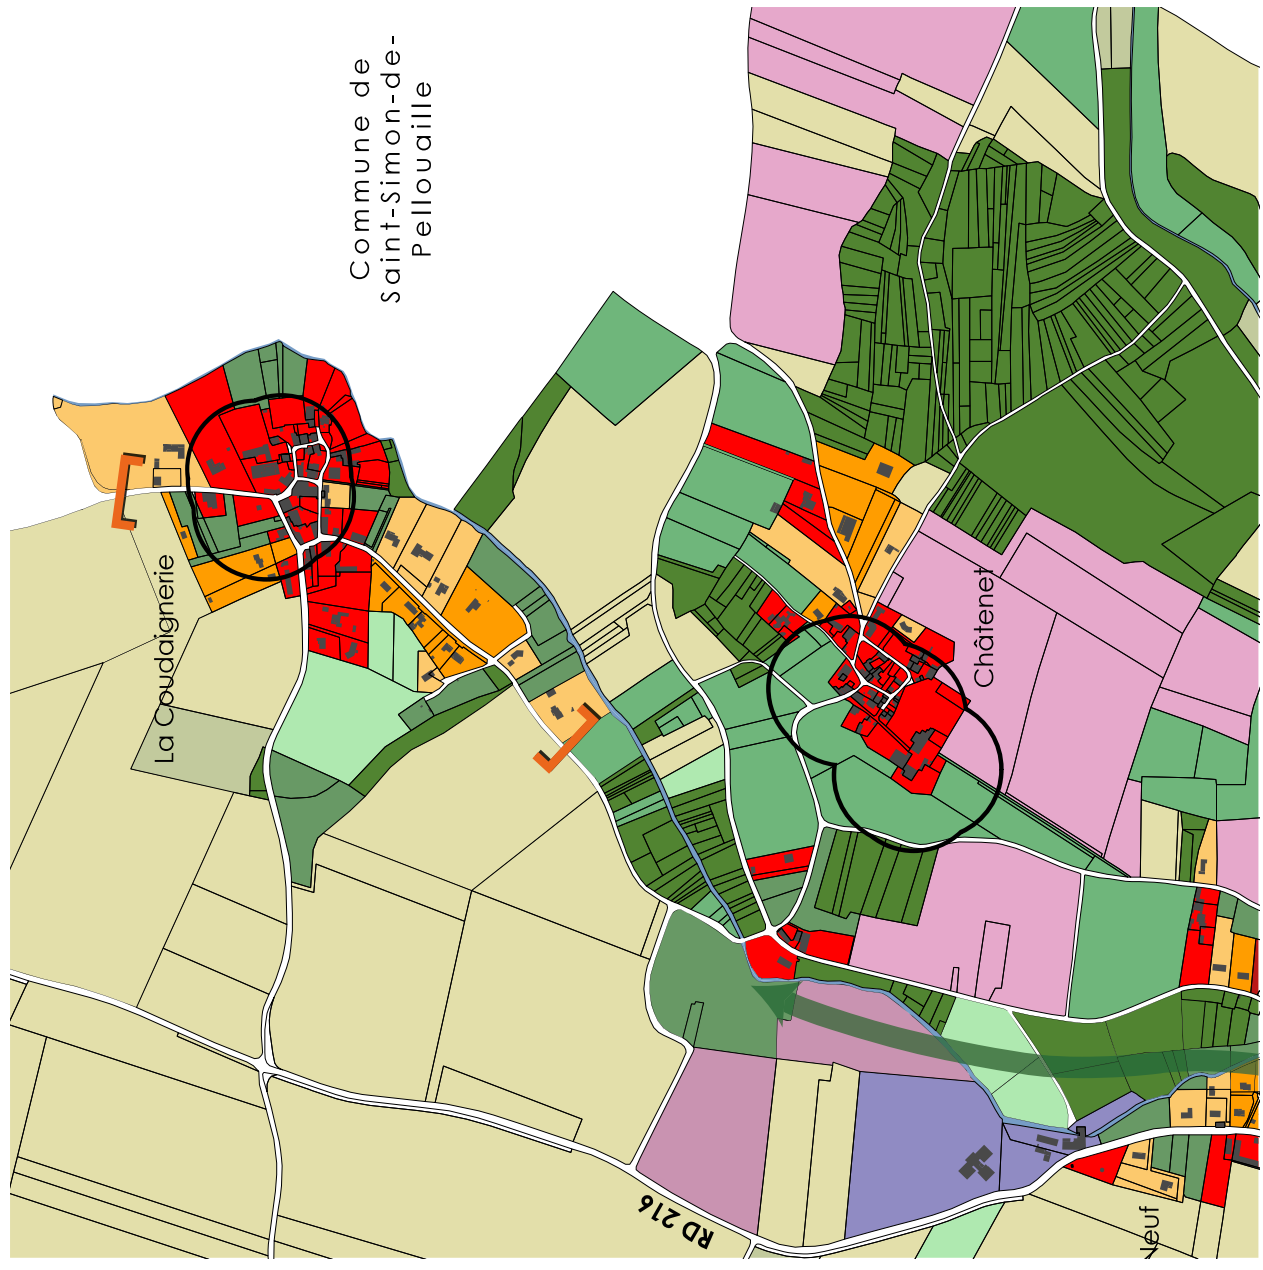 Commune de
Saint-Simon-de-
Pellouaille
La Coudaignerie
Châtenet
RD 216
Neuf